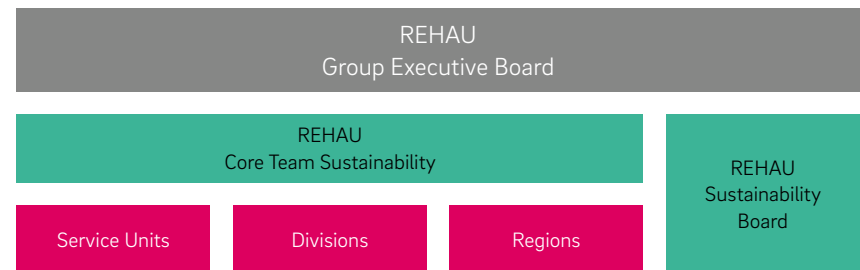 REHAU
Group Executive Board
REHAU
Core Team Sustainability
REHAU
Sustainability
Board
Service Units
Divisions
Regions